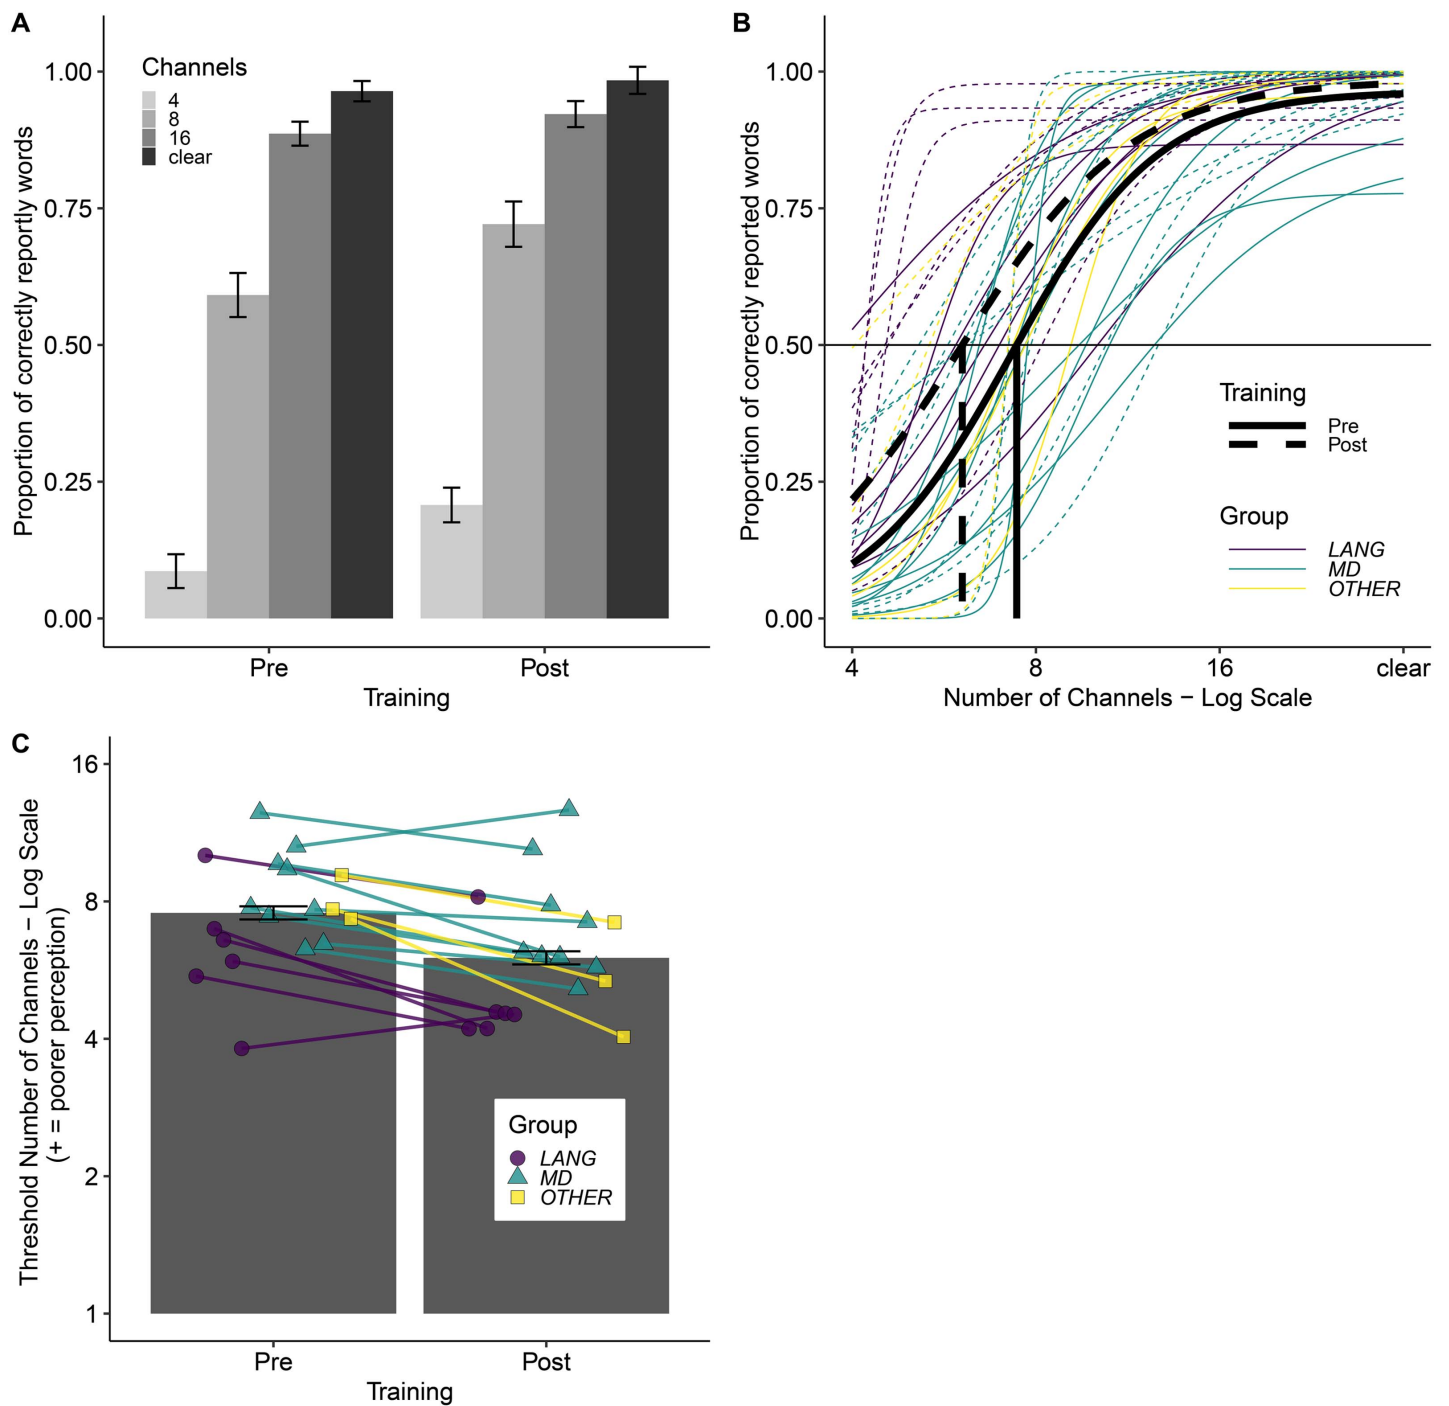 A
Channels
4
8
16
clear
1.00
0.75
0.50
0.25
0.00
Proportion of correctly reportly words
Pre
Post
Training
B
1.00
0.75
0.50
0.25
0.00
Proportion of correctly reported words
Training
Pre
Post
Group
LANG
MD
OTHER
4
8
16
clear
Number of Channels − Log Scale
C
16
8
4
2
1
Threshold Number of Channels − Log Scale
(+ = poorer perception)
Group
LANG
MD
OTHER
Pre
Post
Training